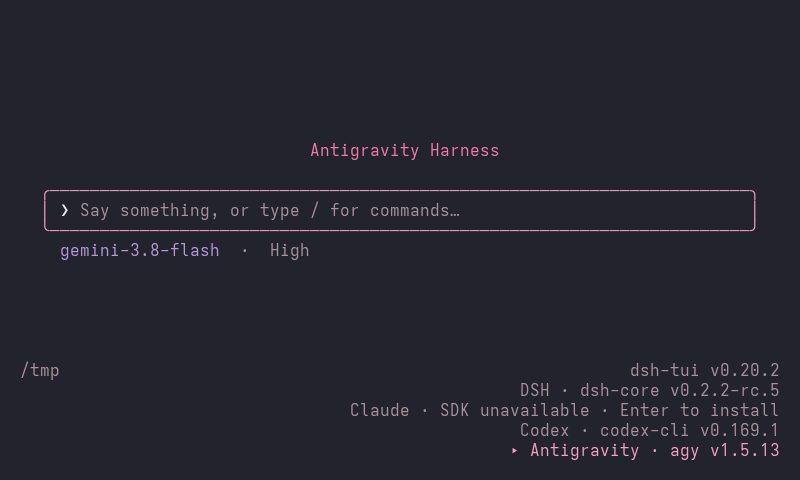 Antigravity Harness
❯ Say something, or type / for commands…
gemini-3.8-flash · High
/tmp
dsh-tui v0.20.2
DSH · dsh-core v0.2.2-rc.5
Claude · SDK unavailable · Enter to install
Codex · codex-cli v0.169.1
‣ Antigravity · agy v1.5.13